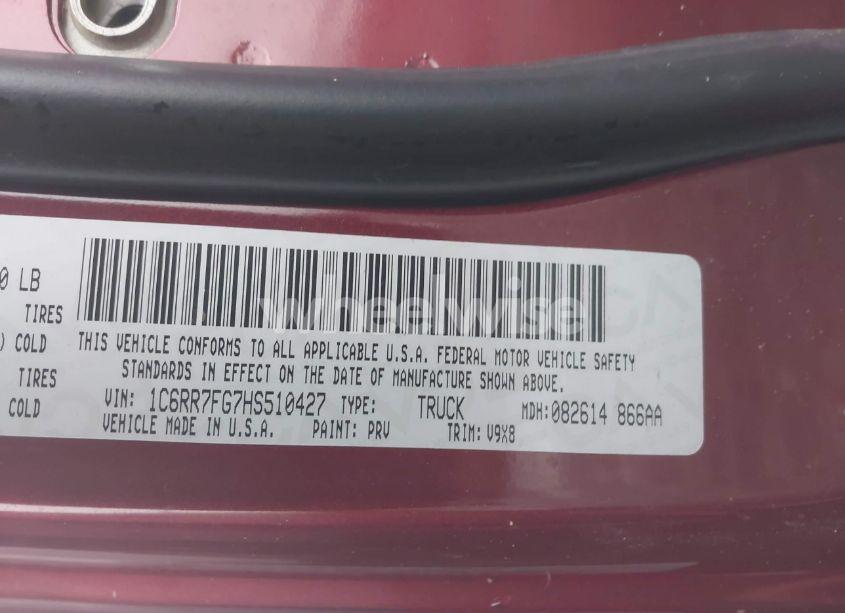 0 LB
TIRES
) COLD
TIRES
COLD
wheelwise
THIS VEHICLE CONFORMS TO ALL APPLICABLE U.S.A. FEDERAL MOTOR VEHICLE SAFETY
STANDARDS IN EFFECT ON THE DATE OF MANUFACTURE SHOWN ABOVE.
VIN: 1C6RR7FG7HS510427 TYPE: TRUCK MDH:082614 866AA
VEHICLE MADE IN U.S.A. PAINT: PRV TRIM: V9X8